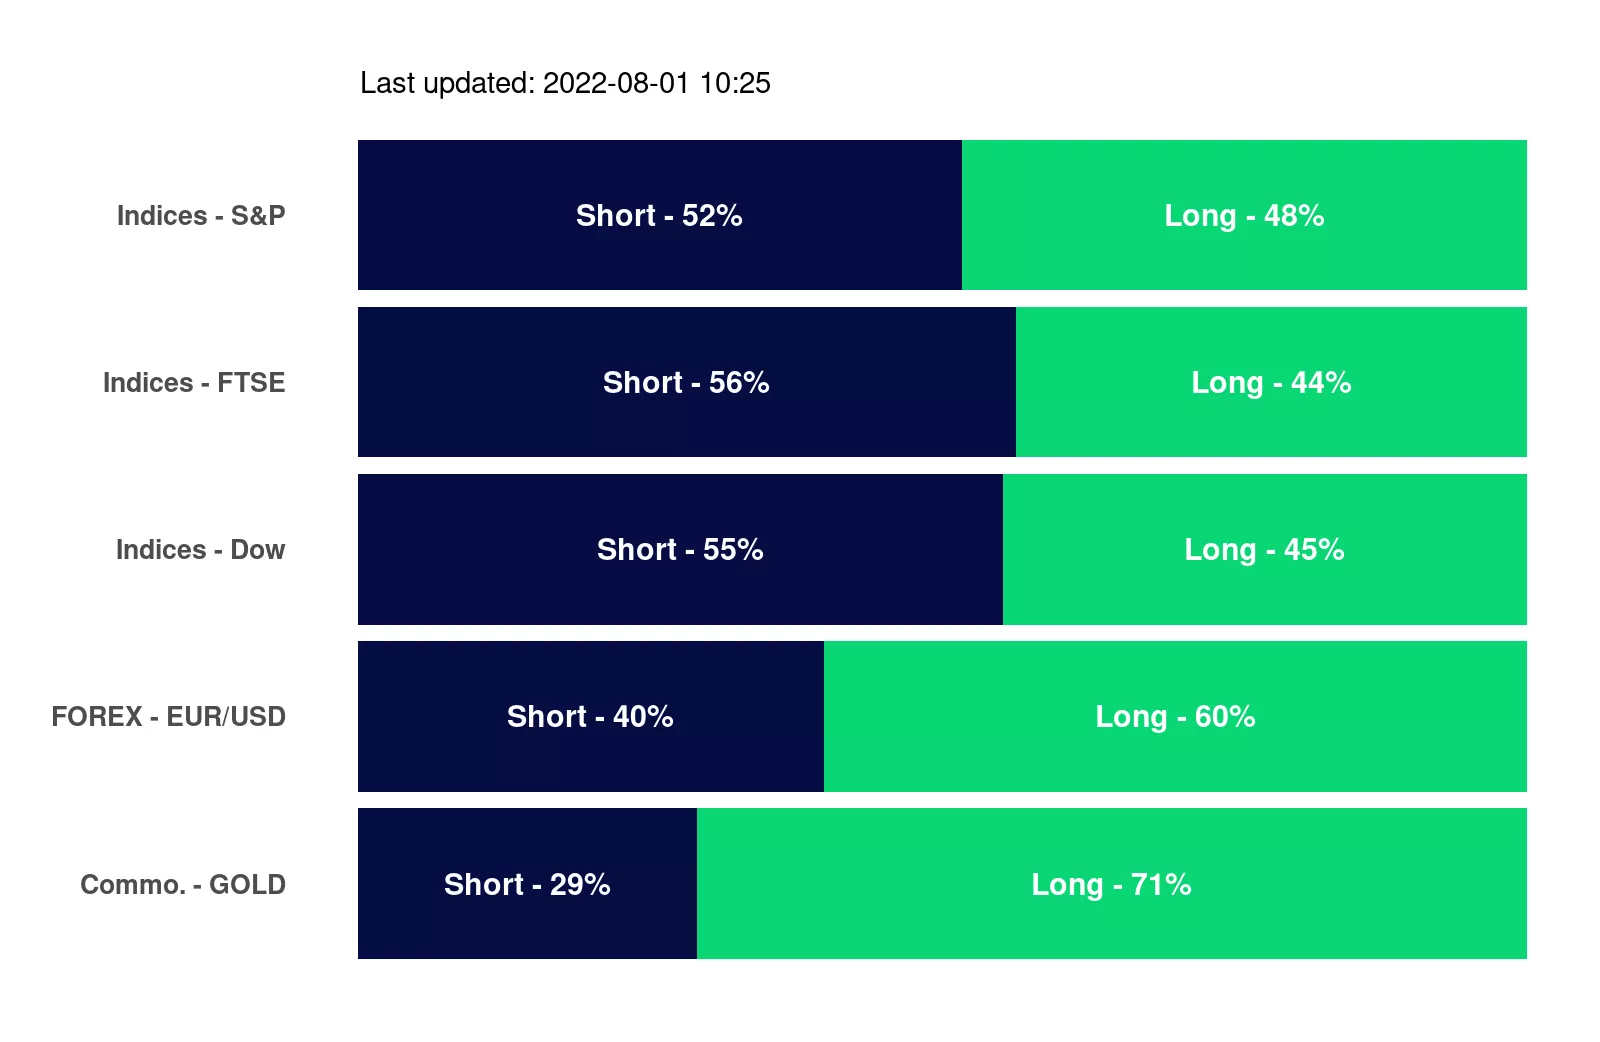 Last updated: 2022-08-01 10:25
Indices - S&P Short - 52% Long - 48%
Indices - FTSE Short - 56% Long - 44%
Indices - Dow Short - 55% Long - 45%
FOREX - EUR/USD Short - 40% Long - 60%
Commo. - GOLD Short - 29% Long - 71%